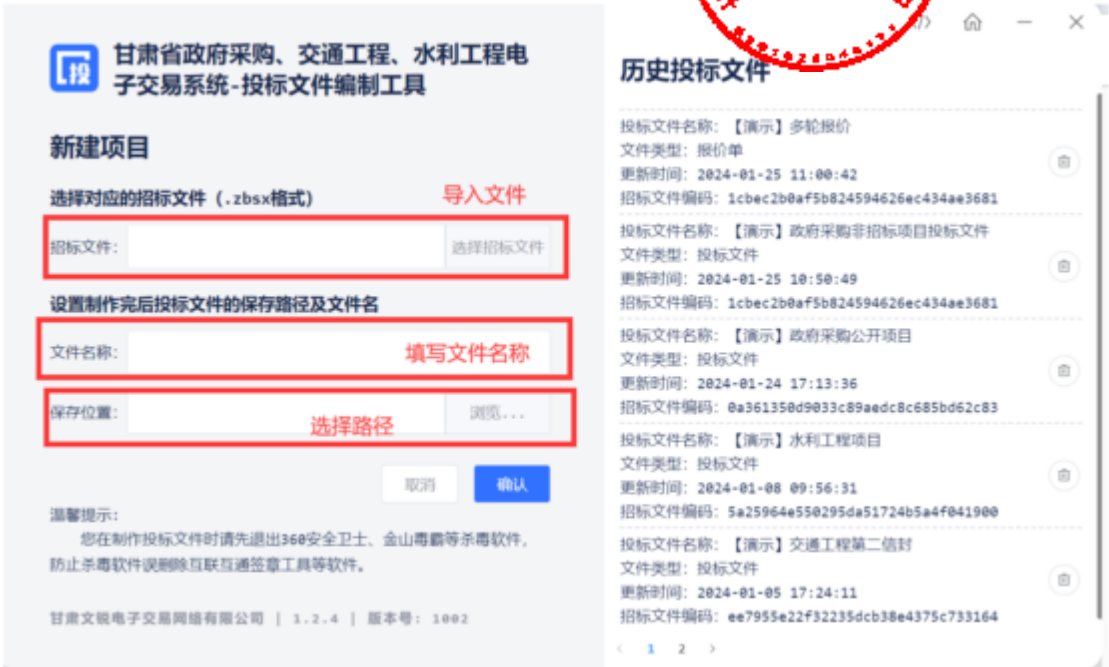 投
甘肃省政府采购、交通工程、水利工程电
子交易系统-投标文件编制工具
新建项目
选择对应的招标文件（.zbsx格式）
导入文件
招标文件：
选择招标文件
设置制作完后投标文件的保存路径及文件名
文件名称：
填写文件名称
保存位置：
选择路径
浏览...
取消
确认
温馨提示：
您在制作投标文件时请先退出360安全卫士、金山毒霸等杀毒软件，
防止杀毒软件误删除互联互通签章工具等软件。
甘肃文锐电子交易网络有限公司 | 1.2.4 | 版本号: 1002
历史投标文件
投标文件名称：【演示】多轮报价
文件类型：报价单
更新时间：2024-01-25 11:00:42
招标文件编码：1cbec2b0af5b824594626ec434ae3681
投标文件名称：【演示】政府采购非招标项目投标文件
文件类型：投标文件
更新时间：2024-01-25 10:50:49
招标文件编码：1cbec2b0af5b824594626ec434ae3681
投标文件名称：【演示】政府采购公开项目
文件类型：投标文件
更新时间：2024-01-24 17:13:36
招标文件编码：0a361350d9033c89aedc8c685bd62c83
投标文件名称：【演示】水利工程项目
文件类型：投标文件
更新时间：2024-01-08 09:56:31
招标文件编码：5a25964e550295da51724b5a4f041900
投标文件名称：【演示】交通工程第二信封
文件类型：投标文件
更新时间：2024-01-05 17:24:11
招标文件编码：ee7955e22f32235dcb38e4375c733164
1 2